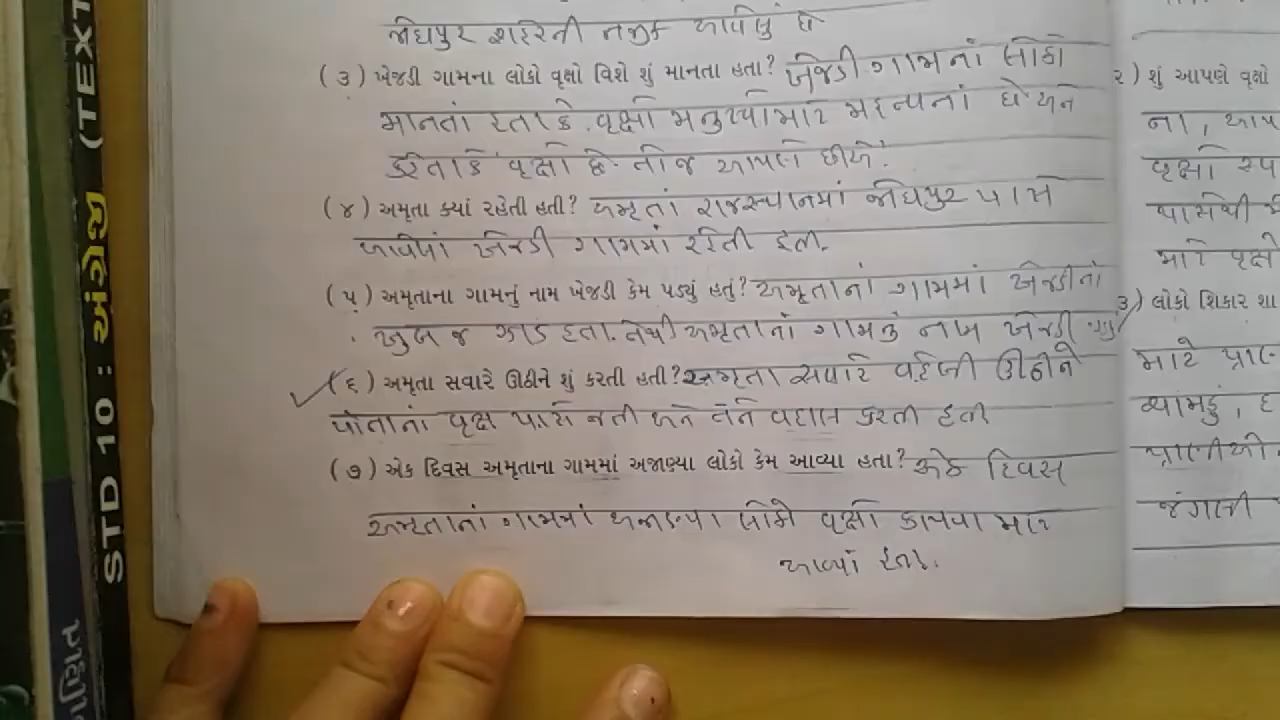 જોધપુર શહેરની નજીક આવેલું છે
(૩) ખેજડી ગામના લોકો વૃક્ષો વિશે શું માનતા હતા? ખેજડી ગામનાં લોકો
માનતાં હતાકે વૃક્ષો મનુષ્યોમાટે મહત્વનાં છે અને
કહેતાકે વૃક્ષો છે તોજ આપણે છીએ.
(૪) અમૃતા ક્યાં રહેતી હતી? અમૃતાં રાજસ્થાનમાં જોધપુર પાસે
આવેલાં ખેજડી ગામમાં રહેતી હતી.
(૫) અમૃતાના ગામનું નામ ખેજડી કેમ પડ્યું હતું? અમૃતાનાં ગામમાં ખેજડીનાં
ખુબ જ ઝાડ હતા. તેથી અમૃતાનાં ગામનું નામ ખેજડી
(૬) અમૃતા સવારે ઊઠીને શું કરતી હતી? અમૃતા સવારે વહેલી ઊઠીને
પોતાનાં વૃક્ષ પાસે જતી અને તેને વહાલ કરતી હતી
(૭) એક દિવસ અમૃતાના ગામમાં અજાણ્યા લોકો કેમ આવ્યા હતા? એક દિવસ
અમૃતાનાં ગામમાં અજાણ્યા લોકો વૃક્ષો કાપવા માટે
આવ્યાં હતા.
૨) શું આપણે વૃક્ષો
ના, આપ
વૃક્ષો
માટે વૃક્ષો
૩) લોકો શિકાર શા
માટે
પ્રાણીઓ
જંગલી
STD 10 : અંગ્રેજી (TEXT
ગણિત